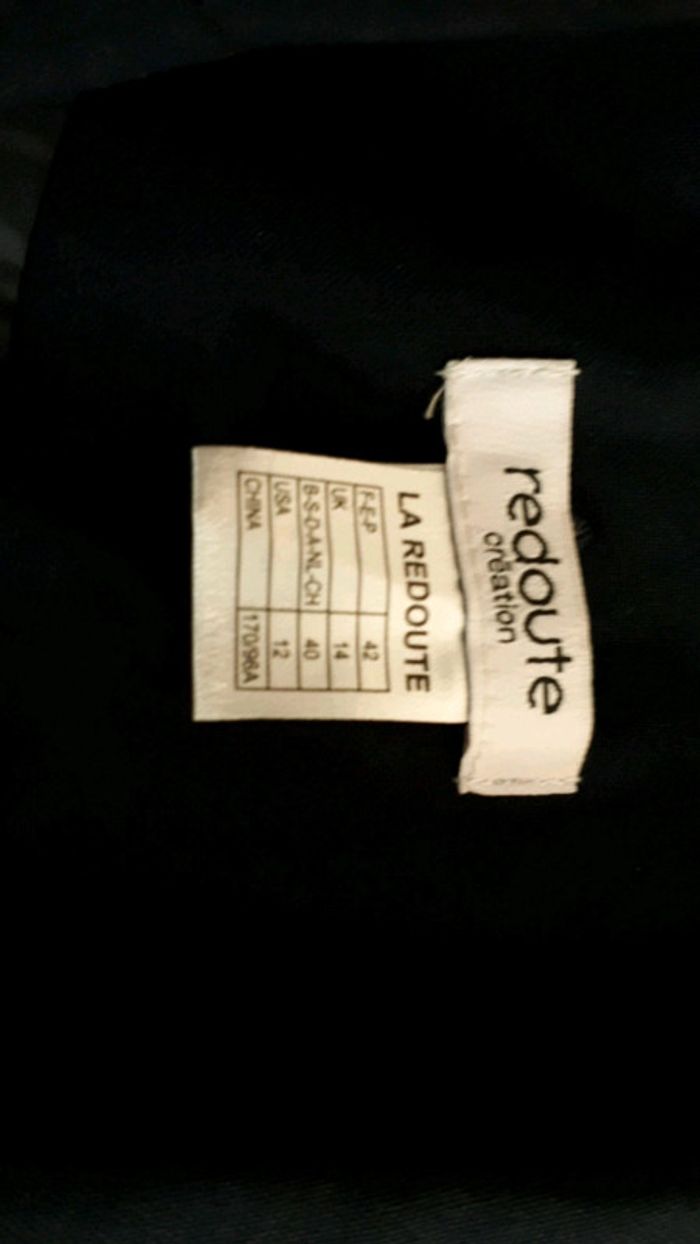 redoute
création
LA REDOUTE
F-E-P 42
UK 14
B-S-D-A-NL-CH 40
USA 12
CHINA 170/96A